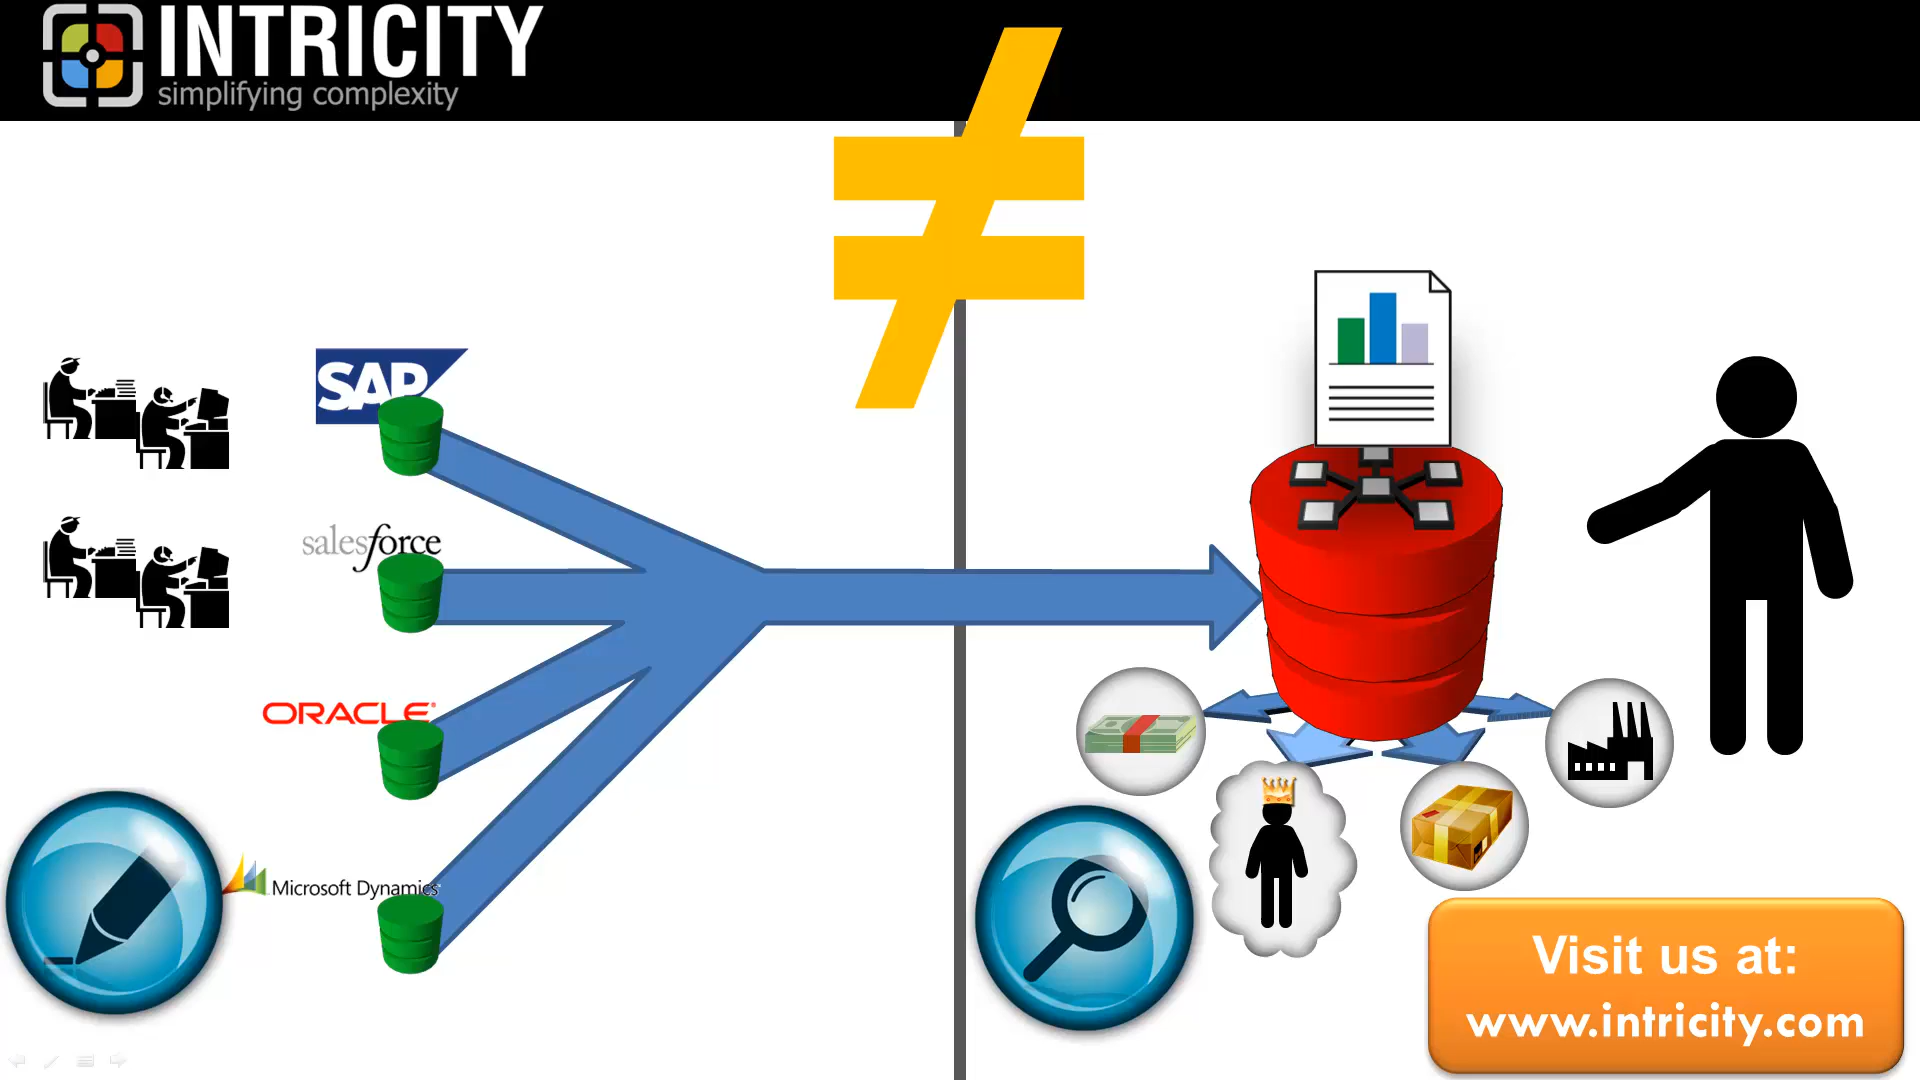 INTRICITY
simplifying complexity
SAP
salesforce
ORACLE®
Microsoft Dynamics
Visit us at:
www.intricity.com